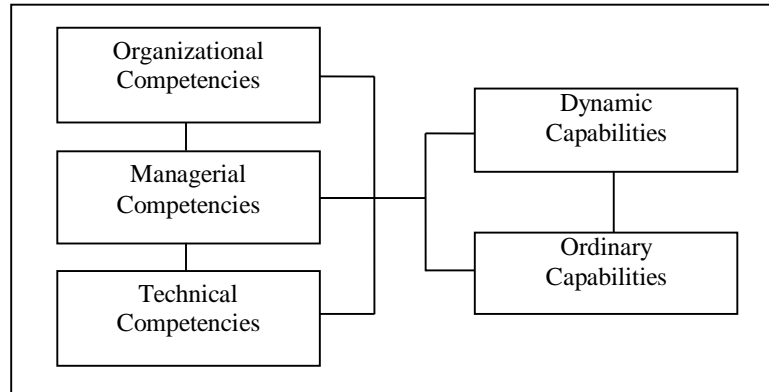 Organizational
Competencies
Managerial
Competencies
Technical
Competencies
Dynamic
Capabilities
Ordinary
Capabilities